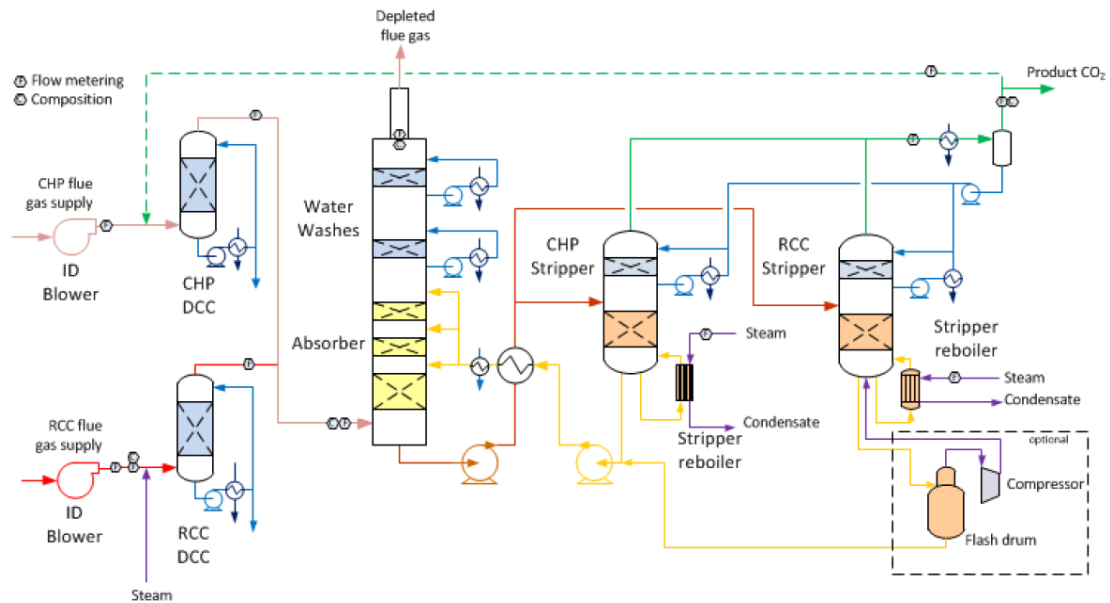 Depleted
flue gas
Ⓕ Flow metering
Ⓒ Composition
F
Product CO₂
F C
F
F
C
CHP flue
gas supply
F
ID
Blower
CHP
DCC
Water
Washes
CHP
Stripper
RCC
Stripper
Absorber
F
Steam
Stripper
reboiler
F
Steam
Condensate
Condensate
Stripper
reboiler
F
C F
RCC flue
gas supply
F
C
F
ID
Blower
RCC
DCC
Steam
optional
Compressor
Flash drum